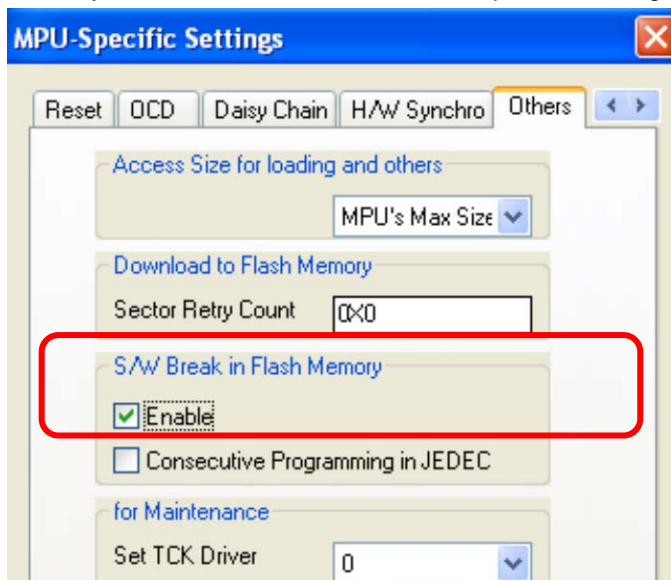 MPU-Specific Settings
Reset OCD Daisy Chain H/W Synchro Others
Access Size for loading and others
MPU's Max Size
Download to Flash Memory
Sector Retry Count 0X0
S/W Break in Flash Memory
Enable
Consecutive Programming in JEDEC
for Maintenance
Set TCK Driver 0